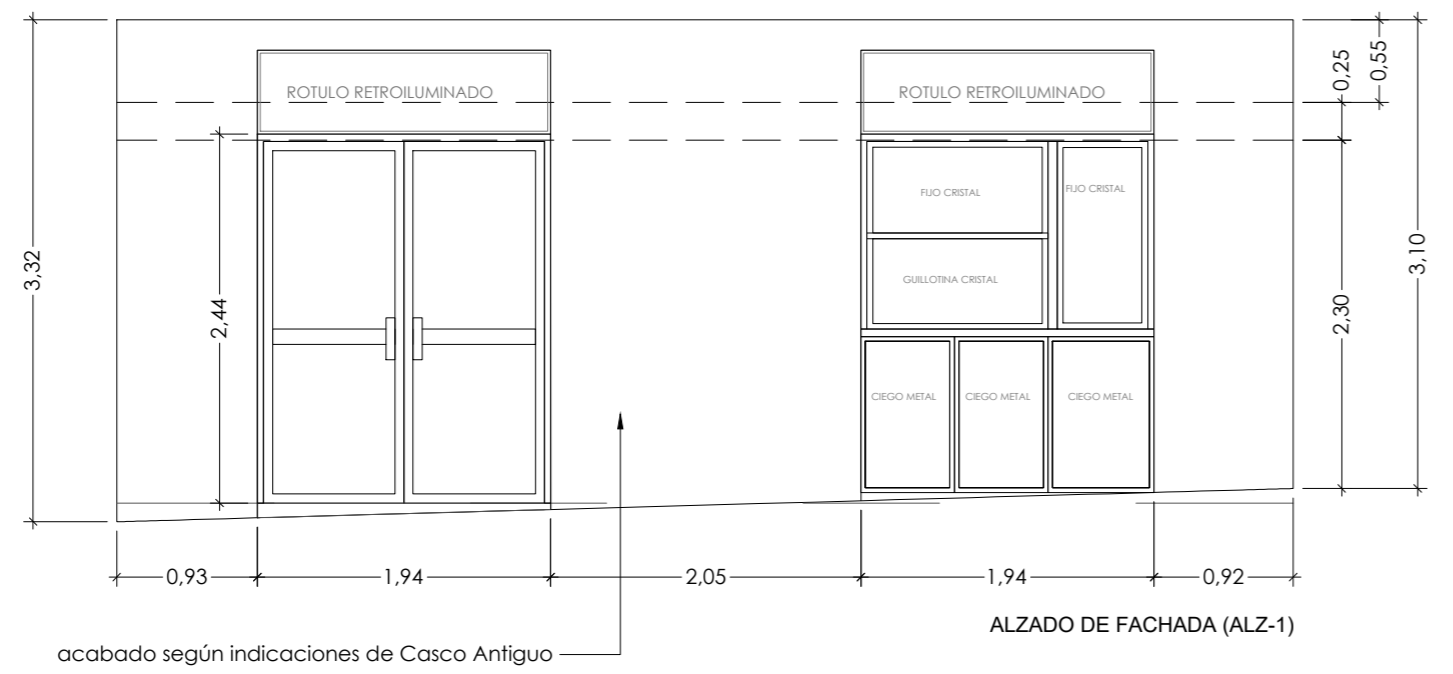 ROTULO RETROILUMINADO
ROTULO RETROILUMINADO
0,25
0,55
FIJO CRISTAL
FIJO CRISTAL
3,32
3,10
GUILLOTINA CRISTAL
2,44
2,30
CIEGO METAL
CIEGO METAL
CIEGO METAL
0,93
1,94
2,05
1,94
0,92
ALZADO DE FACHADA (ALZ-1)
acabado según indicaciones de Casco Antiguo